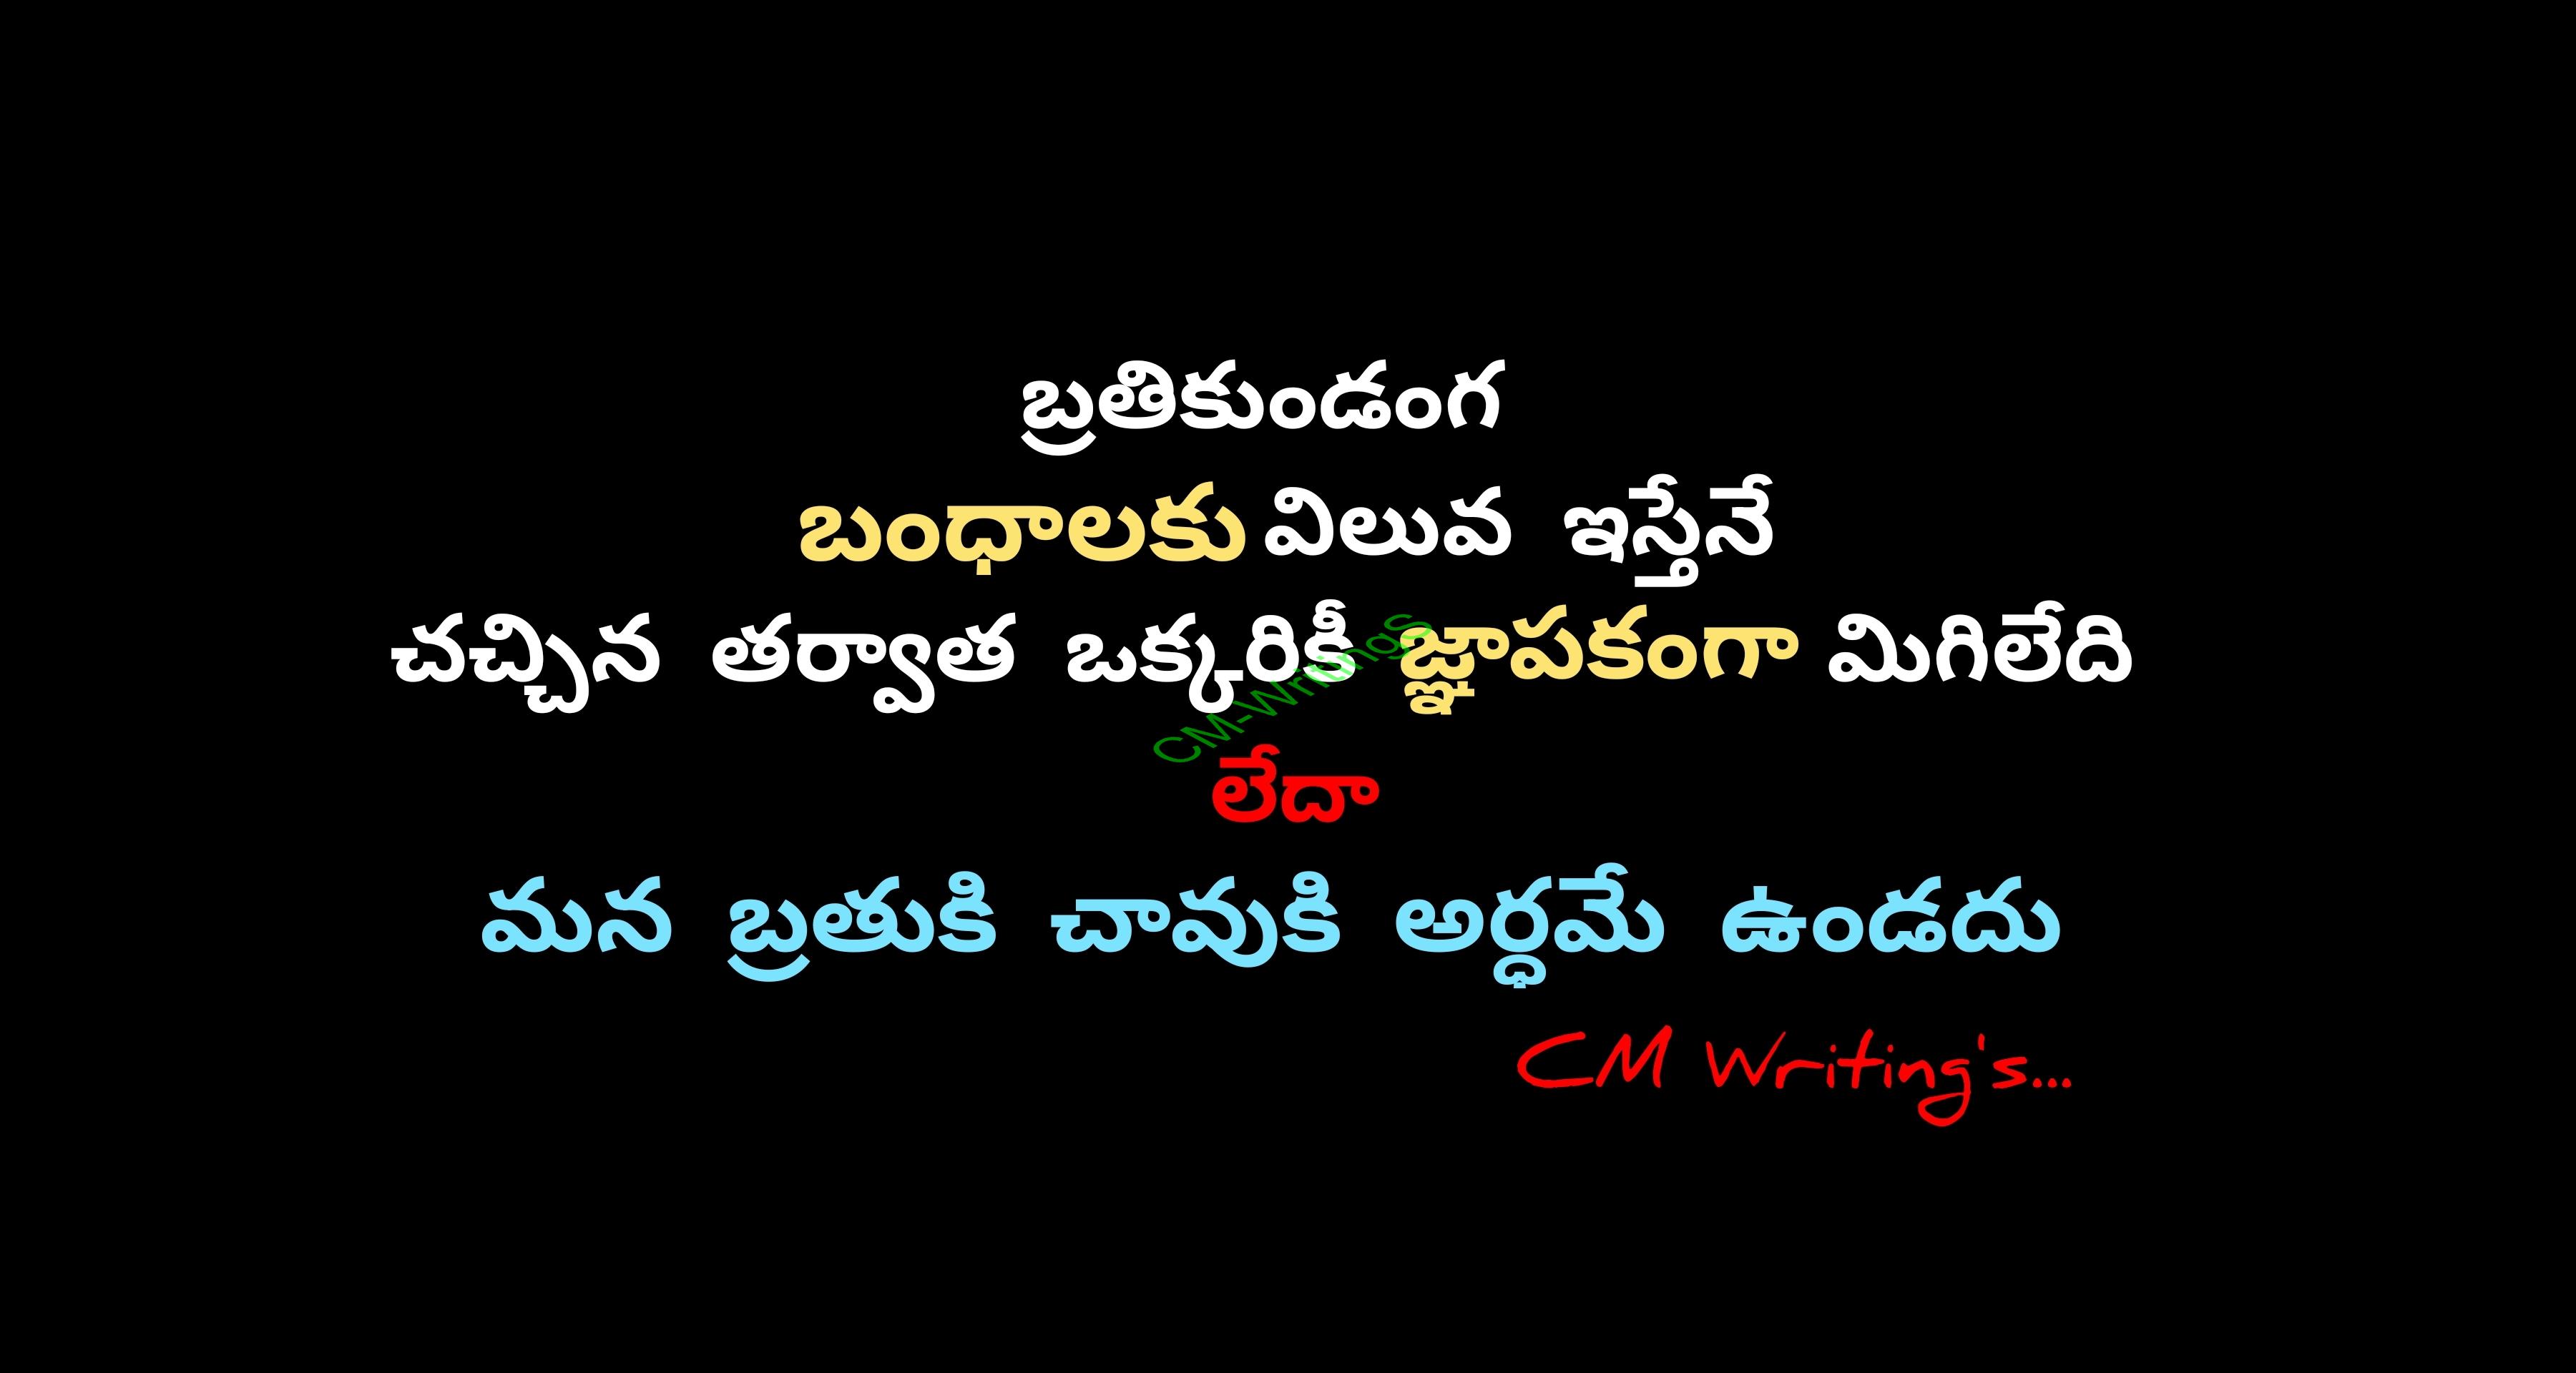 బ్రతికుండంగ
బంధాలకు విలువ ఇస్తేనే
చచ్చిన తర్వాత ఒక్కరికీ జ్ఞాపకంగా మిగిలేది
CM-Writings
లేదా
మన బ్రతుకి చావుకి అర్ధమే ఉండదు
CM Writing's...